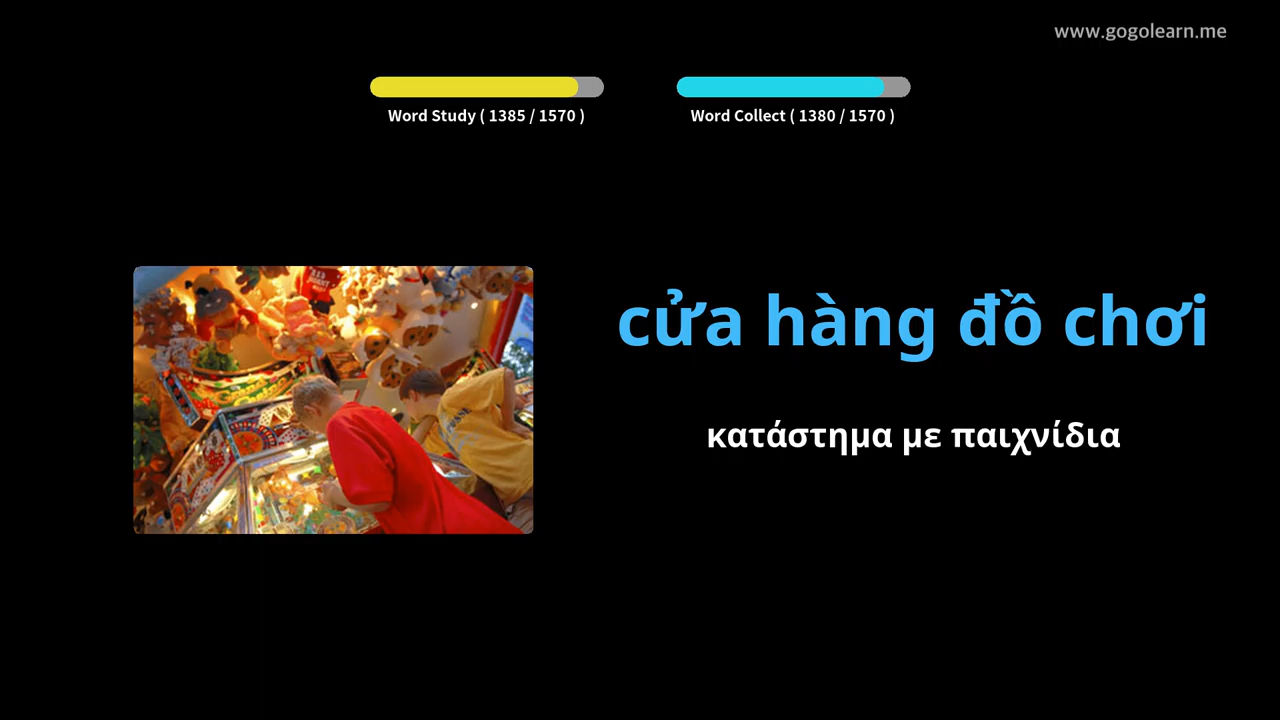 www.gogolearn.me
Word Study ( 1385 / 1570 )
Word Collect ( 1380 / 1570 )
cửa hàng đồ chơi
κατάστημα με παιχνίδια